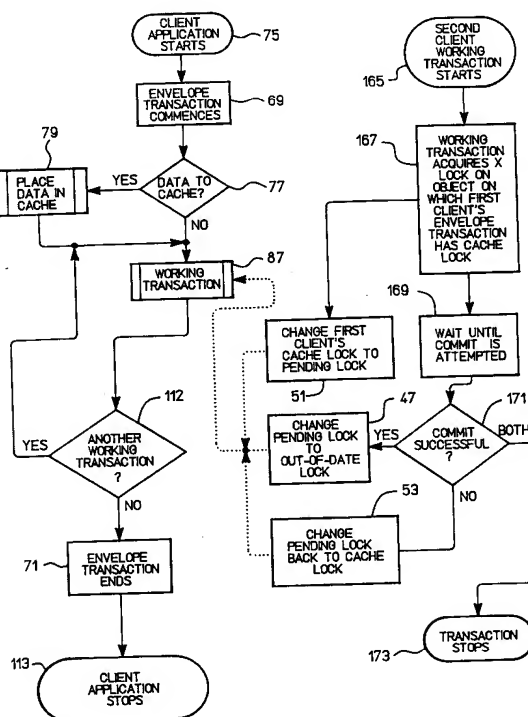 CLIENT
APPLICATION
STARTS
75
ENVELOPE
TRANSACTION
COMMENCES
69
79
PLACE
DATA IN
CACHE
YES
DATA TO
CACHE?
77
NO
87
WORKING
TRANSACTION
112
ANOTHER
WORKING
TRANSACTION
?
YES
NO
71
ENVELOPE
TRANSACTION
ENDS
113
CLIENT
APPLICATION
STOPS
SECOND
CLIENT
WORKING
TRANSACTION
STARTS
165
167
WORKING
TRANSACTION
ACQUIRES X
LOCK ON
OBJECT ON
WHICH FIRST
CLIENT'S
ENVELOPE
TRANSACTION
HAS CACHE
LOCK
169
WAIT UNTIL
COMMIT IS
ATTEMPTED
CHANGE FIRST
CLIENT'S
CACHE LOCK TO
PENDING LOCK
51
47
CHANGE
PENDING LOCK
TO
OUT-OF-DATE
LOCK
YES
171
COMMIT
SUCCESSFUL
?
BOTH
NO
53
CHANGE
PENDING LOCK
BACK TO CACHE
LOCK
173
TRANSACTION
STOPS